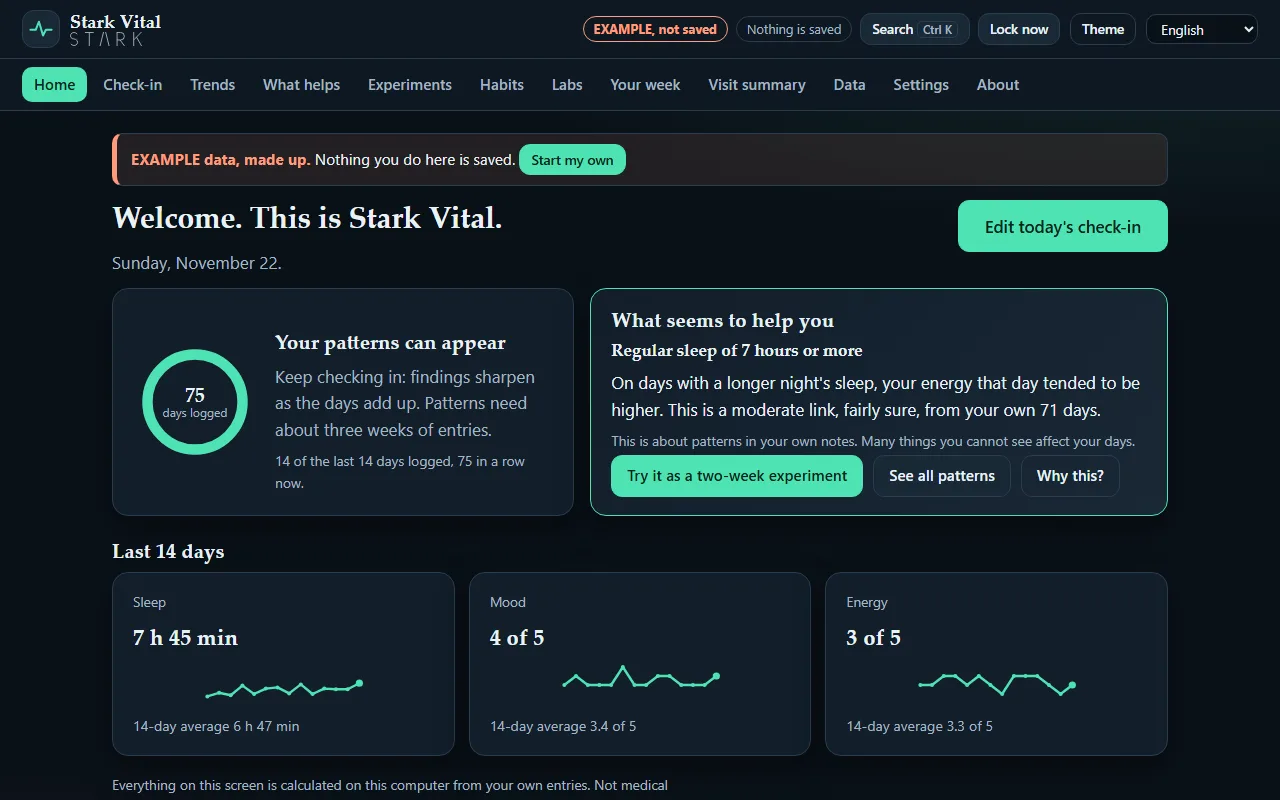 Stark Vital
STARK
EXAMPLE, not saved
Nothing is saved
Search Ctrl K
Lock now
Theme
English
Home
Check-in
Trends
What helps
Experiments
Habits
Labs
Your week
Visit summary
Data
Settings
About
EXAMPLE data, made up. Nothing you do here is saved. Start my own
Welcome. This is Stark Vital.
Edit today's check-in
Sunday, November 22.
75
days logged
Your patterns can appear
Keep checking in: findings sharpen
as the days add up. Patterns need
about three weeks of entries.
14 of the last 14 days logged, 75 in a row
now.
What seems to help you
Regular sleep of 7 hours or more
On days with a longer night's sleep, your energy that day tended to be
higher. This is a moderate link, fairly sure, from your own 71 days.
This is about patterns in your own notes. Many things you cannot see affect your days.
Try it as a two-week experiment
See all patterns
Why this?
Last 14 days
Sleep
7 h 45 min
14-day average 6 h 47 min
Mood
4 of 5
14-day average 3.4 of 5
Energy
3 of 5
14-day average 3.3 of 5
Everything on this screen is calculated on this computer from your own entries. Not medical